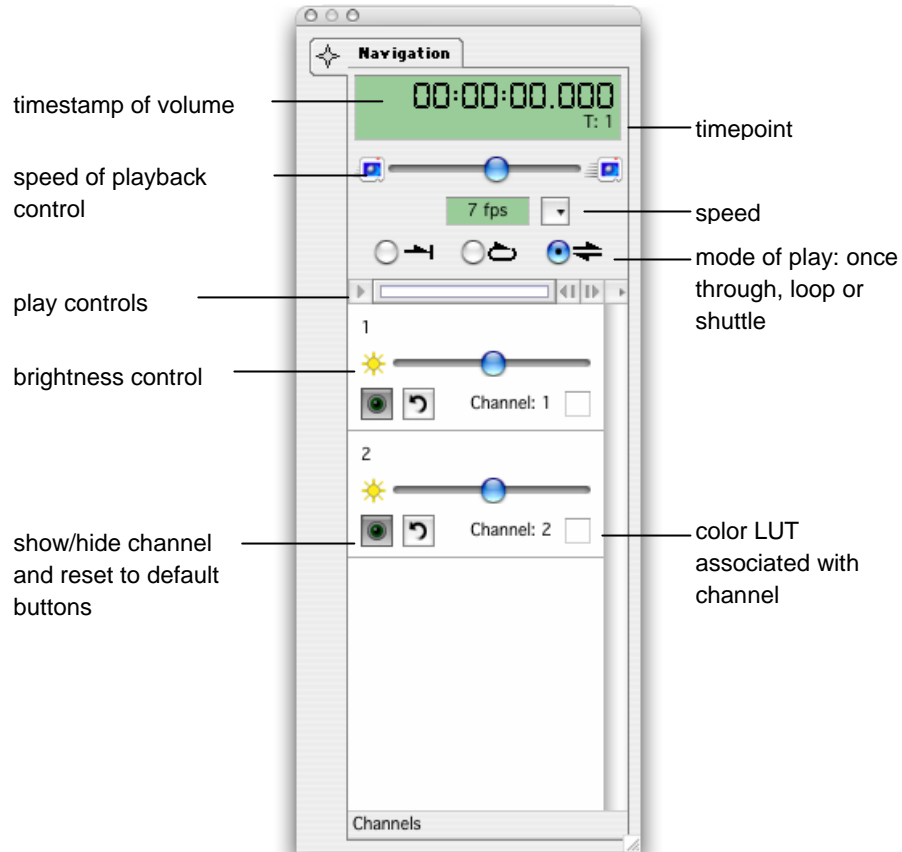 Navigation
timestamp of volume
00:00:00.000
T: 1
timepoint
speed of playback
control
7 fps
speed
mode of play: once
through, loop or
shuttle
play controls
1
brightness control
Channel: 1
2
show/hide channel
and reset to default
buttons
Channel: 2
color LUT
associated with
channel
Channels